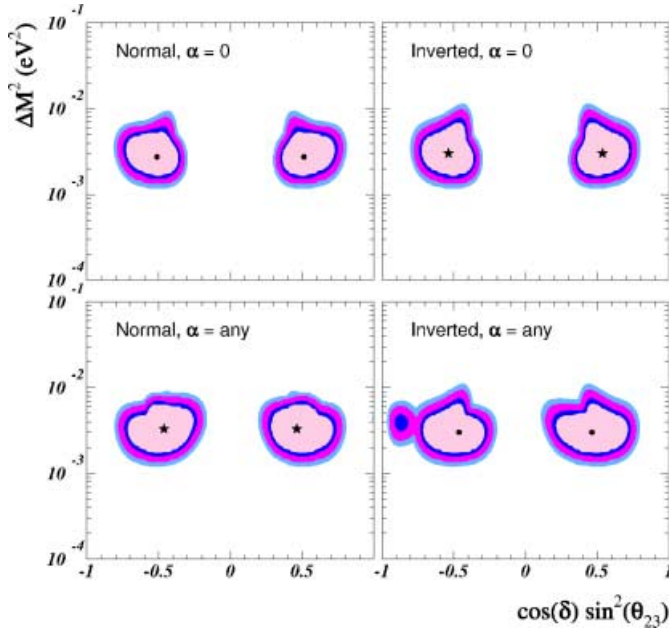 ΔM² (eV²)
10⁻¹
Normal, α = 0
Inverted, α = 0
10⁻²
10⁻³
10⁻⁴
10⁻¹
Normal, α = any
Inverted, α = any
10⁻²
10⁻³
10⁻⁴
-1 -0.5 0 0.5 -1 -0.5 0 0.5 1
cos(δ) sin²(θ₂₃)